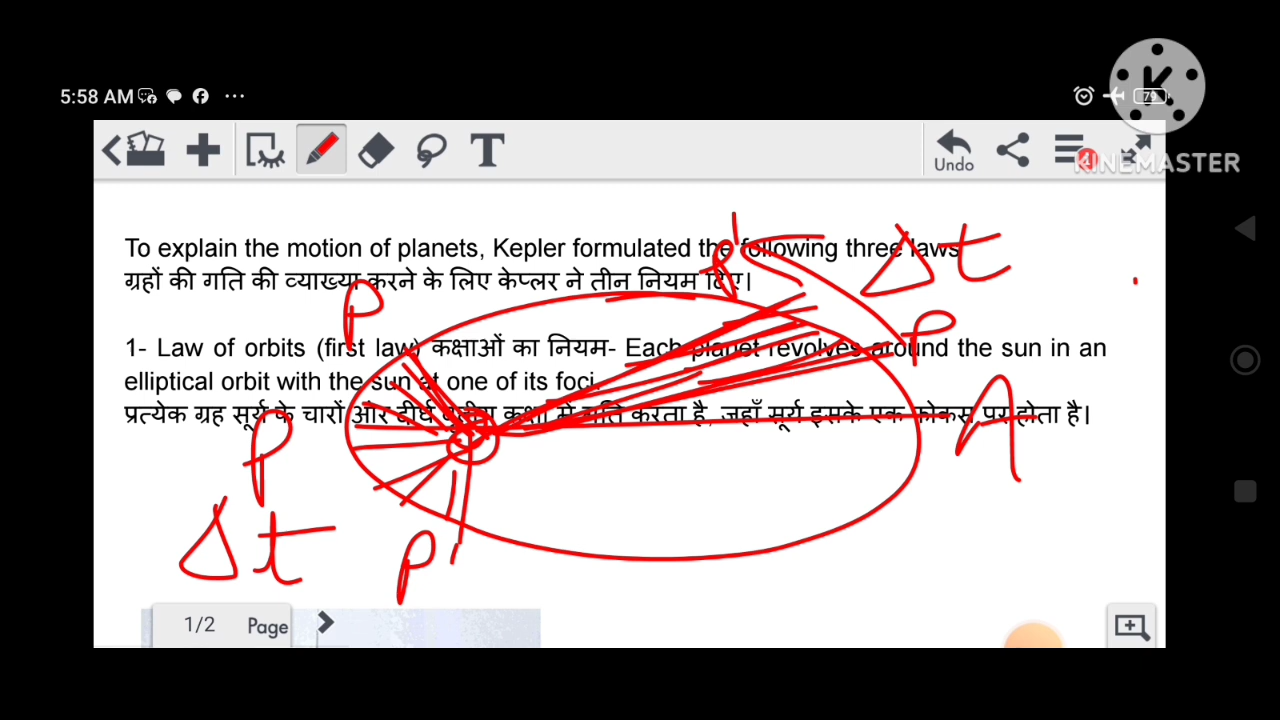 5:58 AM
79
KINEMASTER
Undo
4
To explain the motion of planets, Kepler formulated the following three laws
ग्रहों की गति की व्याख्या करने के लिए केप्लर ने तीन नियम दिए।
1- Law of orbits (first law) कक्षाओं का नियम- Each planet revolves around the sun in an
elliptical orbit with the sun at one of its foci.
प्रत्येक ग्रह सूर्य के चारों और दीर्घ वृत्तीय कक्षा में गति करता है, जहाँ सूर्य इसके एक फोकस पर होता है।
P' Δt
P
P
A
P
Δt
P'
1/2 Page